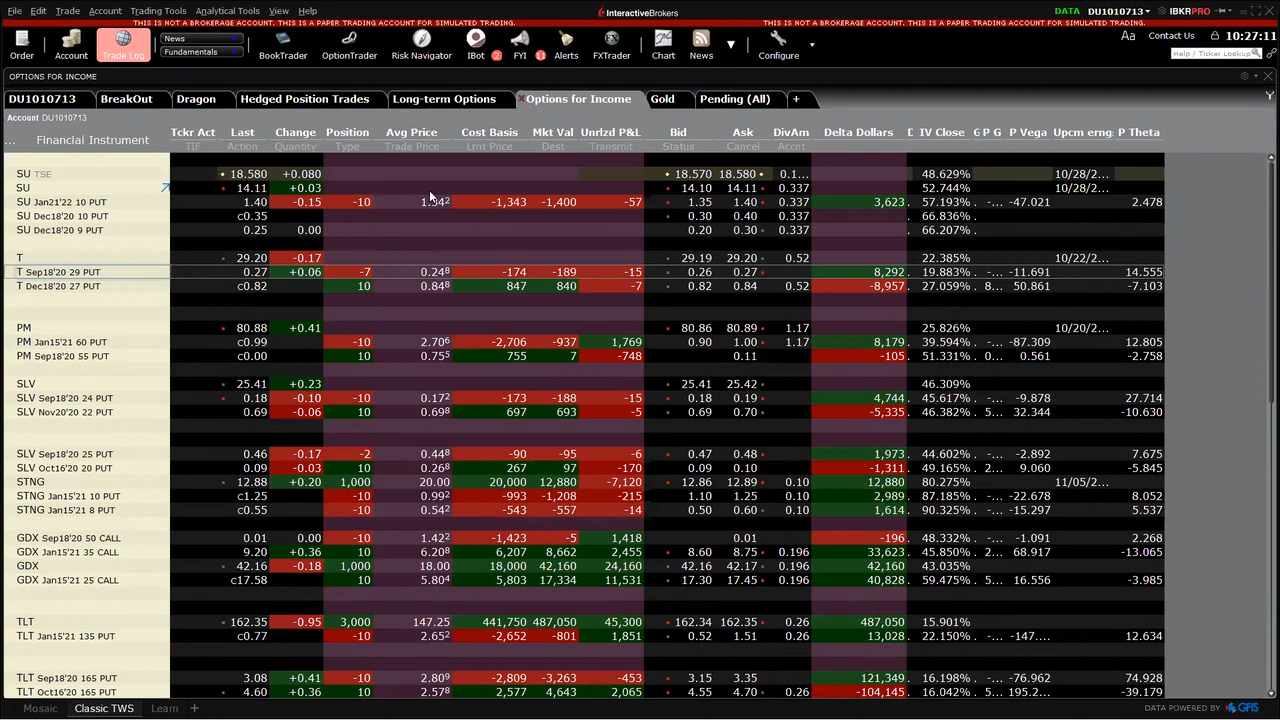 File Edit Trade Account Trading Tools Analytical Tools View Help InteractiveBrokers DATA DU1010713 IBKRPRO
THIS IS NOT A BROKERAGE ACCOUNT. THIS IS A PAPER TRADING ACCOUNT FOR SIMULATED TRADING. THIS IS NOT A BROKERAGE ACCOUNT. THIS IS A PAPER TRADING ACCOUNT FOR SIMULATED TRADING.
Aa Contact Us 10:27:11
News
Fundamentals
Help / Ticker Lookup
Order Account Trade Log BookTrader OptionTrader Risk Navigator IBot 2 FYI 11 Alerts FXTrader Chart News Configure
OPTIONS FOR INCOME
DU1010713 BreakOut Dragon Hedged Position Trades Long-term Options Options for Income Gold Pending (All) +
Account DU1010713
... Financial Instrument Tckr Act Last Change Position Avg Price Cost Basis Mkt Val Unrlzd P&L Bid Ask DivAm Delta Dollars D IV Close G P G P Vega Upcm erng P Theta
TIF Action Quantity Type Trade Price Lmt Price Dest Transmit Status Cancel Accnt
SU TSE 18.580 +0.080 18.570 18.580 0.1... 48.629% 10/28/2...
SU 14.11 +0.03 14.10 14.11 0.337 52.744% 10/28/2...
SU Jan21'22 10 PUT 1.40 -0.15 -10 -1,343 -1,400 -57 1.35 1.40 0.337 3,623 57.193% -... -47.021 2.478
SU Dec18'20 10 PUT c0.35 0.30 0.40 0.337 66.836%
SU Dec18'20 9 PUT 0.25 0.00 0.20 0.30 0.337 66.207%
T 29.20 -0.17 29.19 29.20 0.52 22.385% 10/22/2...
T Sep18'20 29 PUT 0.27 +0.06 -7 0.248 -174 -189 -15 0.20 0.27 8,292 19.883% -... -11.691 14.555
T Dec18'20 27 PUT c0.82 10 0.848 847 840 -7 0.82 0.84 0.52 -8,957 27.059% 8... 50.861 -7.103
PM 80.88 +0.41 80.86 80.89 1.17 25.826% 10/20/2...
PM Jan15'21 60 PUT c0.99 -10 2.706 -2,706 -937 1,769 0.90 1.00 1.17 8,179 39.594% -... -87.309 12.805
PM Sep18'20 55 PUT c0.00 10 0.755 755 7 -748 0.11 -105 51.331% 0... 0.561 -2.758
SLV 25.41 +0.23 25.41 25.42 46.309%
SLV Sep18'20 24 PUT 0.18 -0.10 -10 0.172 -173 -188 -15 0.18 0.19 4,744 45.617% -... -9.878 27.714
SLV Nov20'20 22 PUT 0.69 -0.06 10 0.698 697 693 -5 0.69 0.70 -5,335 46.382% 5... 32.344 -10.630
SLV Sep18'20 25 PUT 0.46 -0.17 -2 0.448 -90 -95 -6 0.47 0.48 1,973 44.602% -... -2.892 7.675
SLV Oct16'20 20 PUT 0.09 -0.03 10 0.268 267 97 -170 0.09 0.10 -1,311 49.165% 2... 9.060 -5.845
STNG 12.88 +0.20 1,000 20.00 20,000 12,880 -7,120 12.86 12.89 0.10 12,880 80.275% 11/05/2...
STNG Jan15'21 10 PUT c1.25 -10 0.992 -993 -1,208 -215 1.10 1.25 0.10 2,989 87.185% -... -22.678 8.052
STNG Jan15'21 8 PUT c0.55 -10 0.542 -543 -557 -14 0.50 0.60 0.10 1,614 90.325% -... -15.297 5.537
GDX Sep18'20 50 CALL 0.01 0.00 -10 1.422 -1,423 -5 1,418 0.01 -196 48.332% -... -1.091 2.268
GDX Jan15'21 35 CALL 9.20 +0.36 10 6.208 6,207 8,662 2,455 8.60 8.75 0.196 33,623 45.850% 2... 68.917 -13.065
GDX 42.16 -0.18 1,000 18.00 18,000 42,160 24,160 42.16 42.17 0.196 42,160 43.035%
GDX Jan15'21 25 CALL c17.58 10 5.804 5,803 17,334 11,531 17.30 17.45 0.196 40,828 59.475% 5... 16.556 -3.985
TLT 162.35 -0.95 3,000 147.25 441,750 487,050 45,300 162.34 162.35 0.26 487,050 15.901%
TLT Jan15'21 135 PUT c0.77 -10 2.652 -2,652 -801 1,851 0.52 1.51 0.26 13,028 22.150% -... -147.... 12.634
TLT Sep18'20 165 PUT 3.08 +0.41 -10 2.809 -2,809 -3,263 -453 3.15 3.35 121,349 16.198% -... -76.962 74.928
TLT Oct16'20 165 PUT 4.60 +0.36 10 2.578 2,577 4,643 2,065 4.55 4.70 0.26 -104,145 16.042% 5... 195.2... -39.179
Mosaic Classic TWS Learn + DATA POWERED BY GFIS